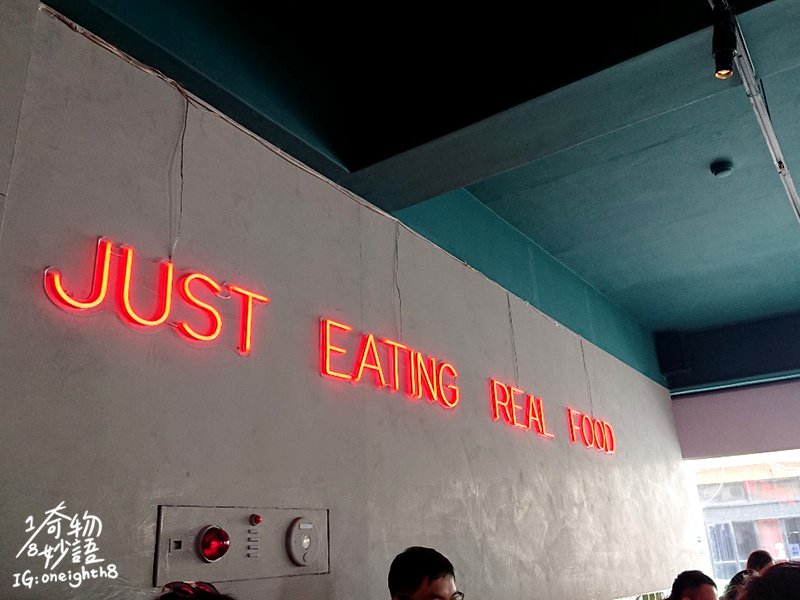 JUST EATING REAL FOOD
1/8奇物妙語
IG:oneighth8